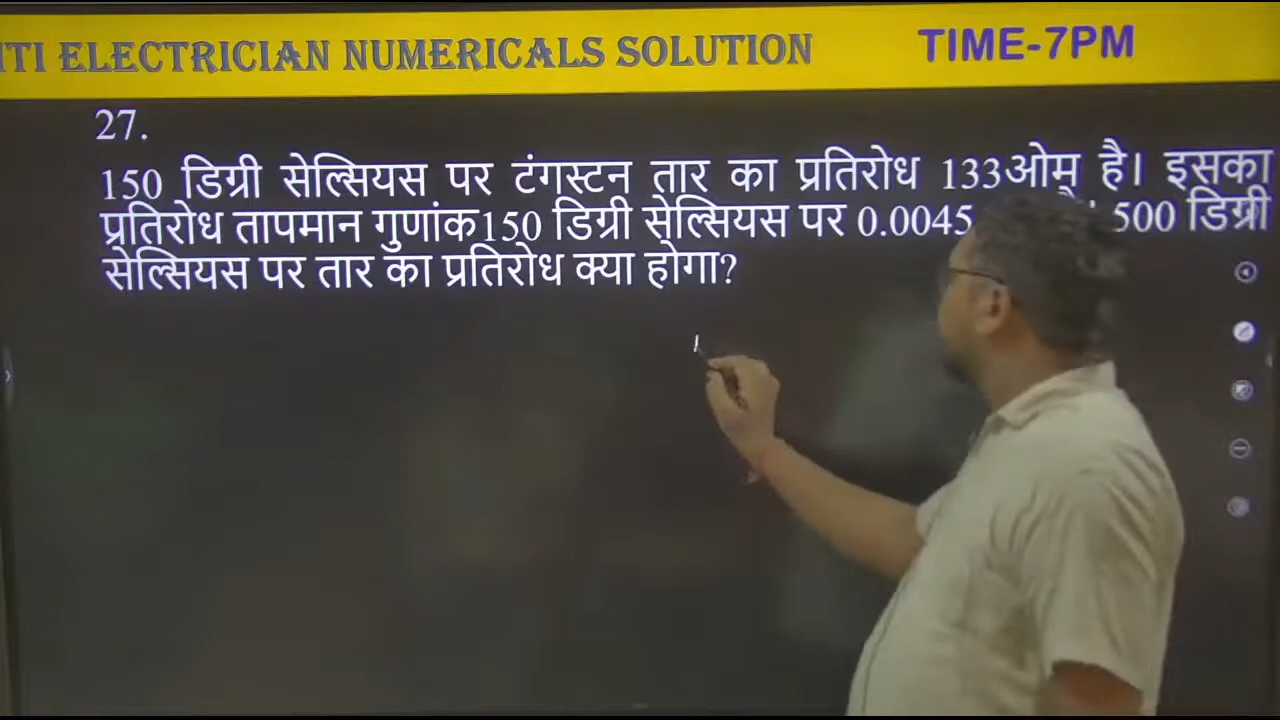 ITI ELECTRICIAN NUMERICALS SOLUTION TIME-7PM
27.
150 डिग्री सेल्सियस पर टंगस्टन तार का प्रतिरोध 133ओम् है। इसका
प्रतिरोध तापमान गुणांक150 डिग्री सेल्सियस पर 0.0045 500 डिग्री
सेल्सियस पर तार का प्रतिरोध क्या होगा?